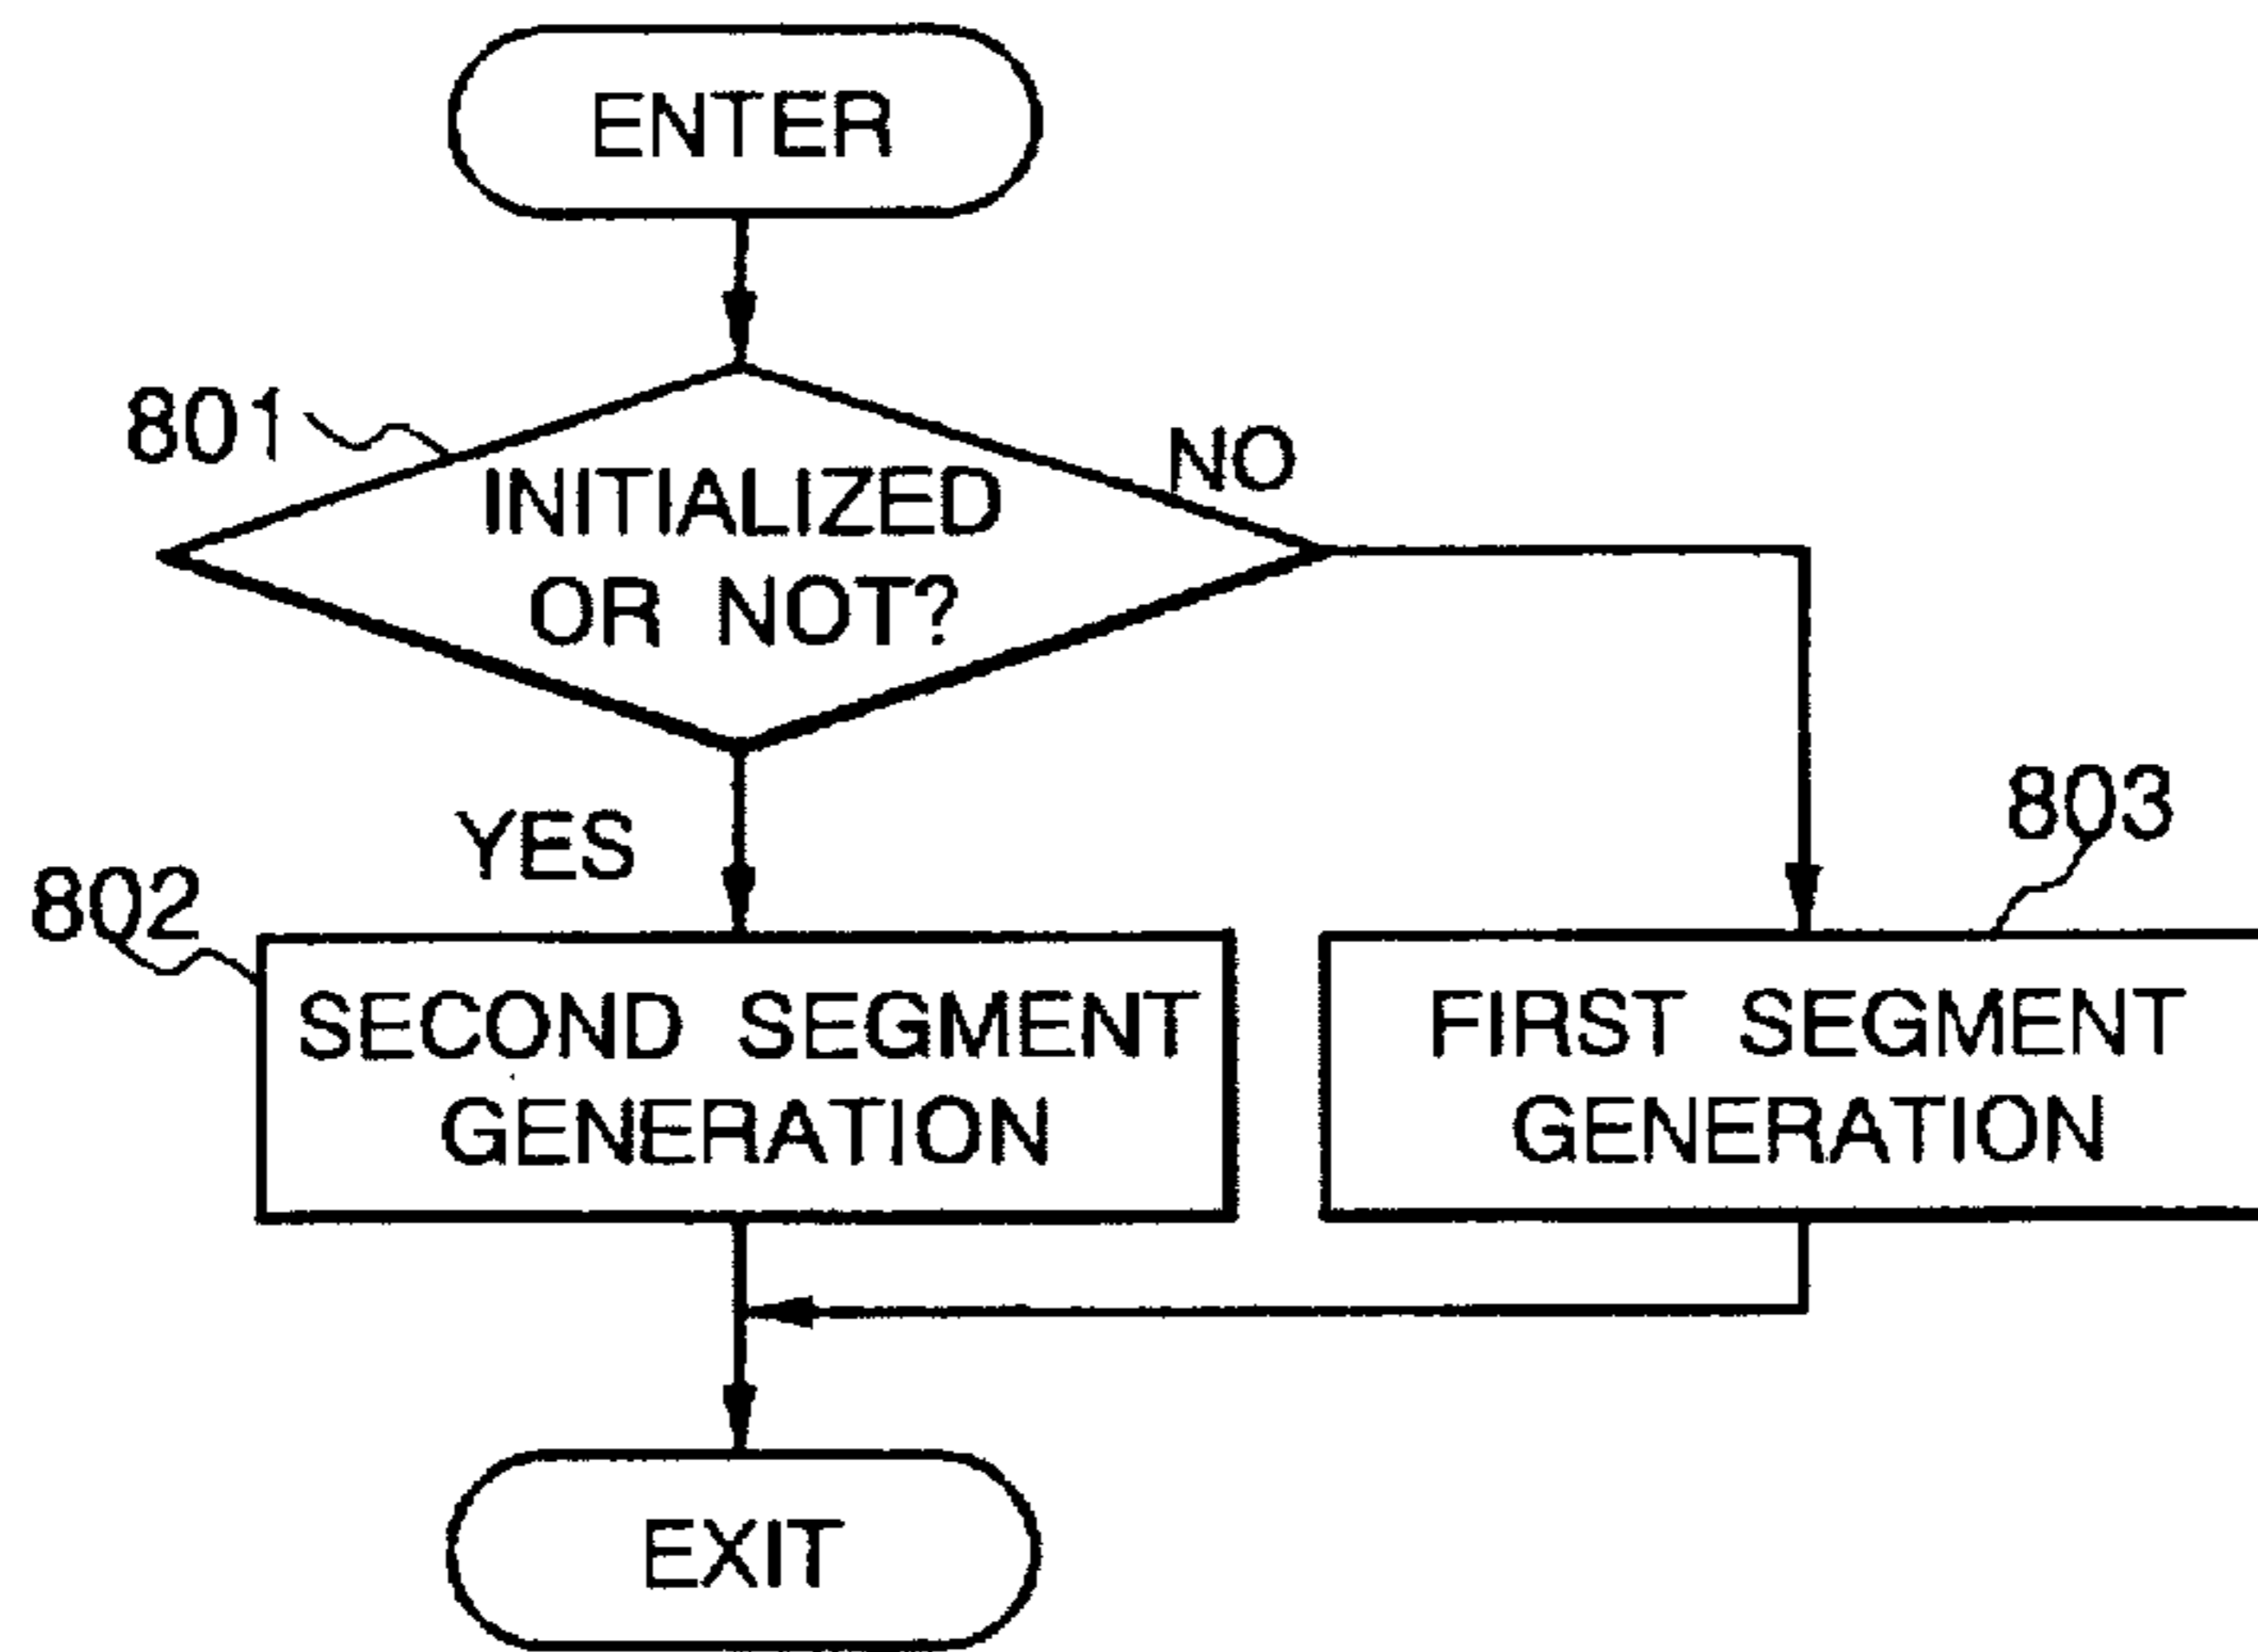 ENTER
801
INITIALIZED
OR NOT?
NO
YES
802
803
SECOND SEGMENT
GENERATION
FIRST SEGMENT
GENERATION
EXIT